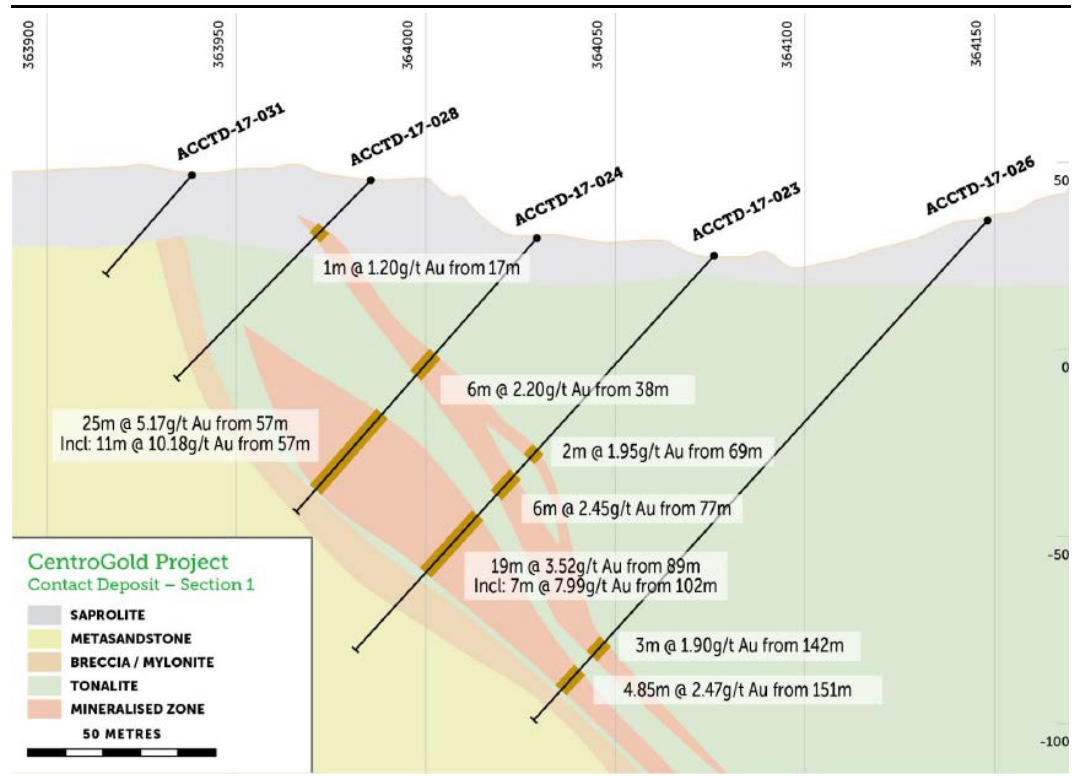 363900
363950
364000
364050
364100
364150
ACCTD-17-031
ACCTD-17-028
ACCTD-17-024
ACCTD-17-023
ACCTD-17-026
50
0
-50
-100
1m @ 1.20g/t Au from 17m
6m @ 2.20g/t Au from 38m
25m @ 5.17g/t Au from 57m
Incl: 11m @ 10.18g/t Au from 57m
2m @ 1.95g/t Au from 69m
6m @ 2.45g/t Au from 77m
19m @ 3.52g/t Au from 89m
Incl: 7m @ 7.99g/t Au from 102m
3m @ 1.90g/t Au from 142m
4.85m @ 2.47g/t Au from 151m
CentroGold Project
Contact Deposit – Section 1
SAPROLITE
METASANDSTONE
BRECCIA / MYLONITE
TONALITE
MINERALISED ZONE
50 METRES